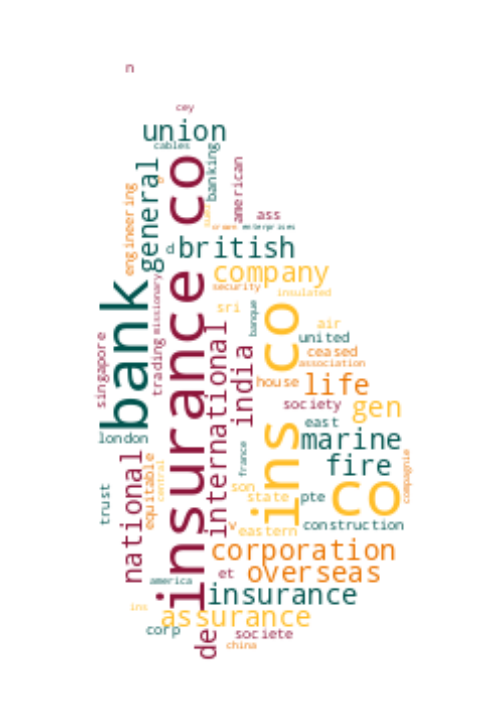 n
cey
union
cables
banking
general
american
engineering
insurance co
ass
enterprises
d
british
company
security
insulated
missionary
bank
sri
banque
ins co
air
united
ceased
association
singapore
trading
international
india
house
life
society
gen
east
london
marine
fire
france
national
equitable
central
compagnie
trust
son
state
pte
co
v
eastern
construction
corporation
et
overseas
america
insurance
ins
assurance
corp
de
societe
china